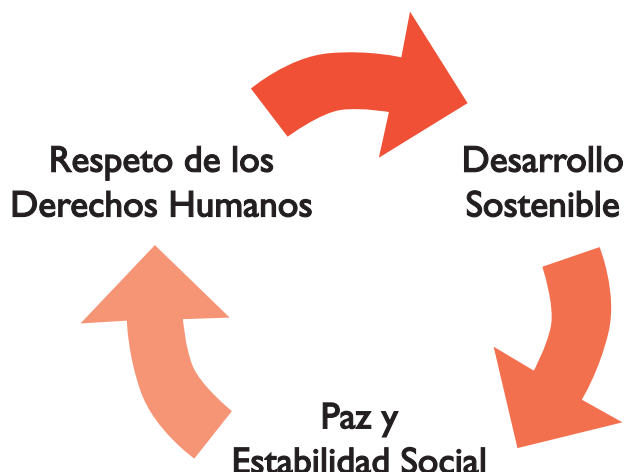 Respeto de los
Derechos Humanos
Desarrollo
Sostenible
Paz y
Estabilidad Social